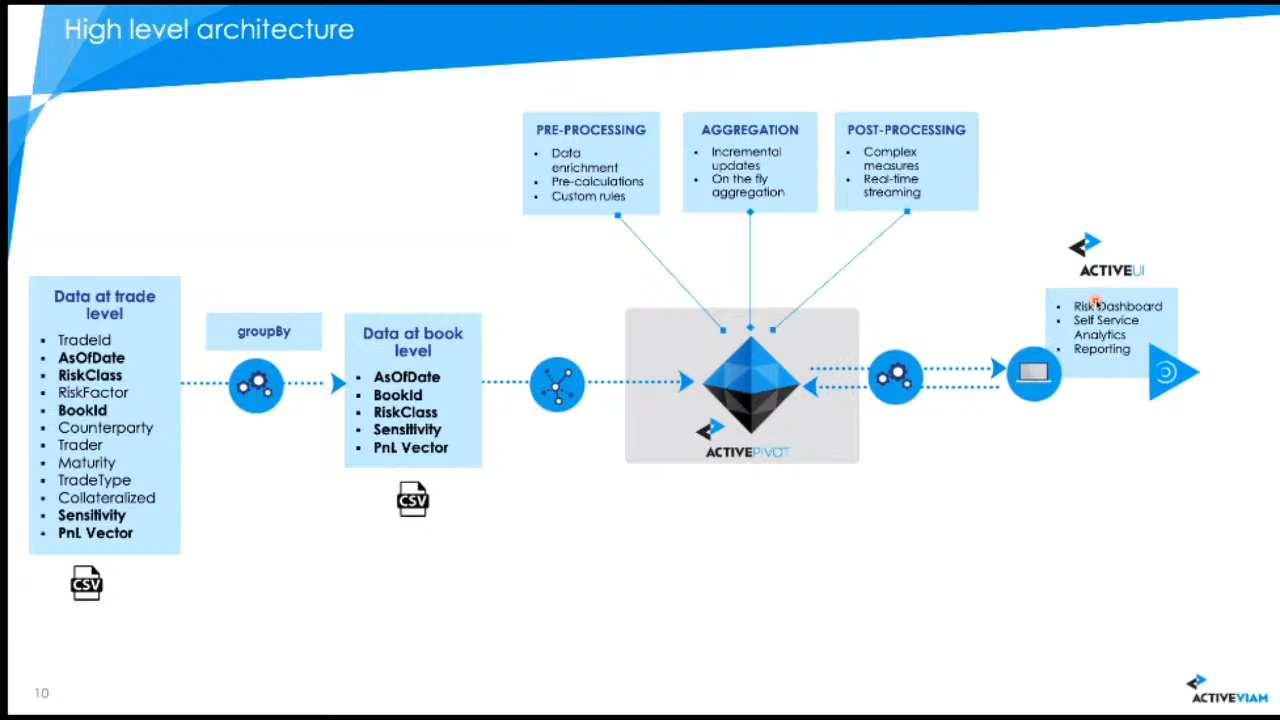 High level architecture
PRE-PROCESSING
▪ Data
enrichment
▪ Pre-calculations
▪ Custom rules
AGGREGATION
▪ Incremental
updates
▪ On the fly
aggregation
POST-PROCESSING
▪ Complex
measures
▪ Real-time
streaming
Data at trade
level
▪ TradeId
▪ AsOfDate
▪ RiskClass
▪ RiskFactor
▪ BookId
▪ Counterparty
▪ Trader
▪ Maturity
▪ TradeType
▪ Collateralized
▪ Sensitivity
▪ PnL Vector
CSV
groupBy
Data at book
level
▪ AsOfDate
▪ BookId
▪ RiskClass
▪ Sensitivity
▪ PnL Vector
CSV
ACTIVEPIVOT
ACTIVEUI
▪ Risk Dashboard
▪ Self Service
Analytics
▪ Reporting
10
ACTIVEVIAM